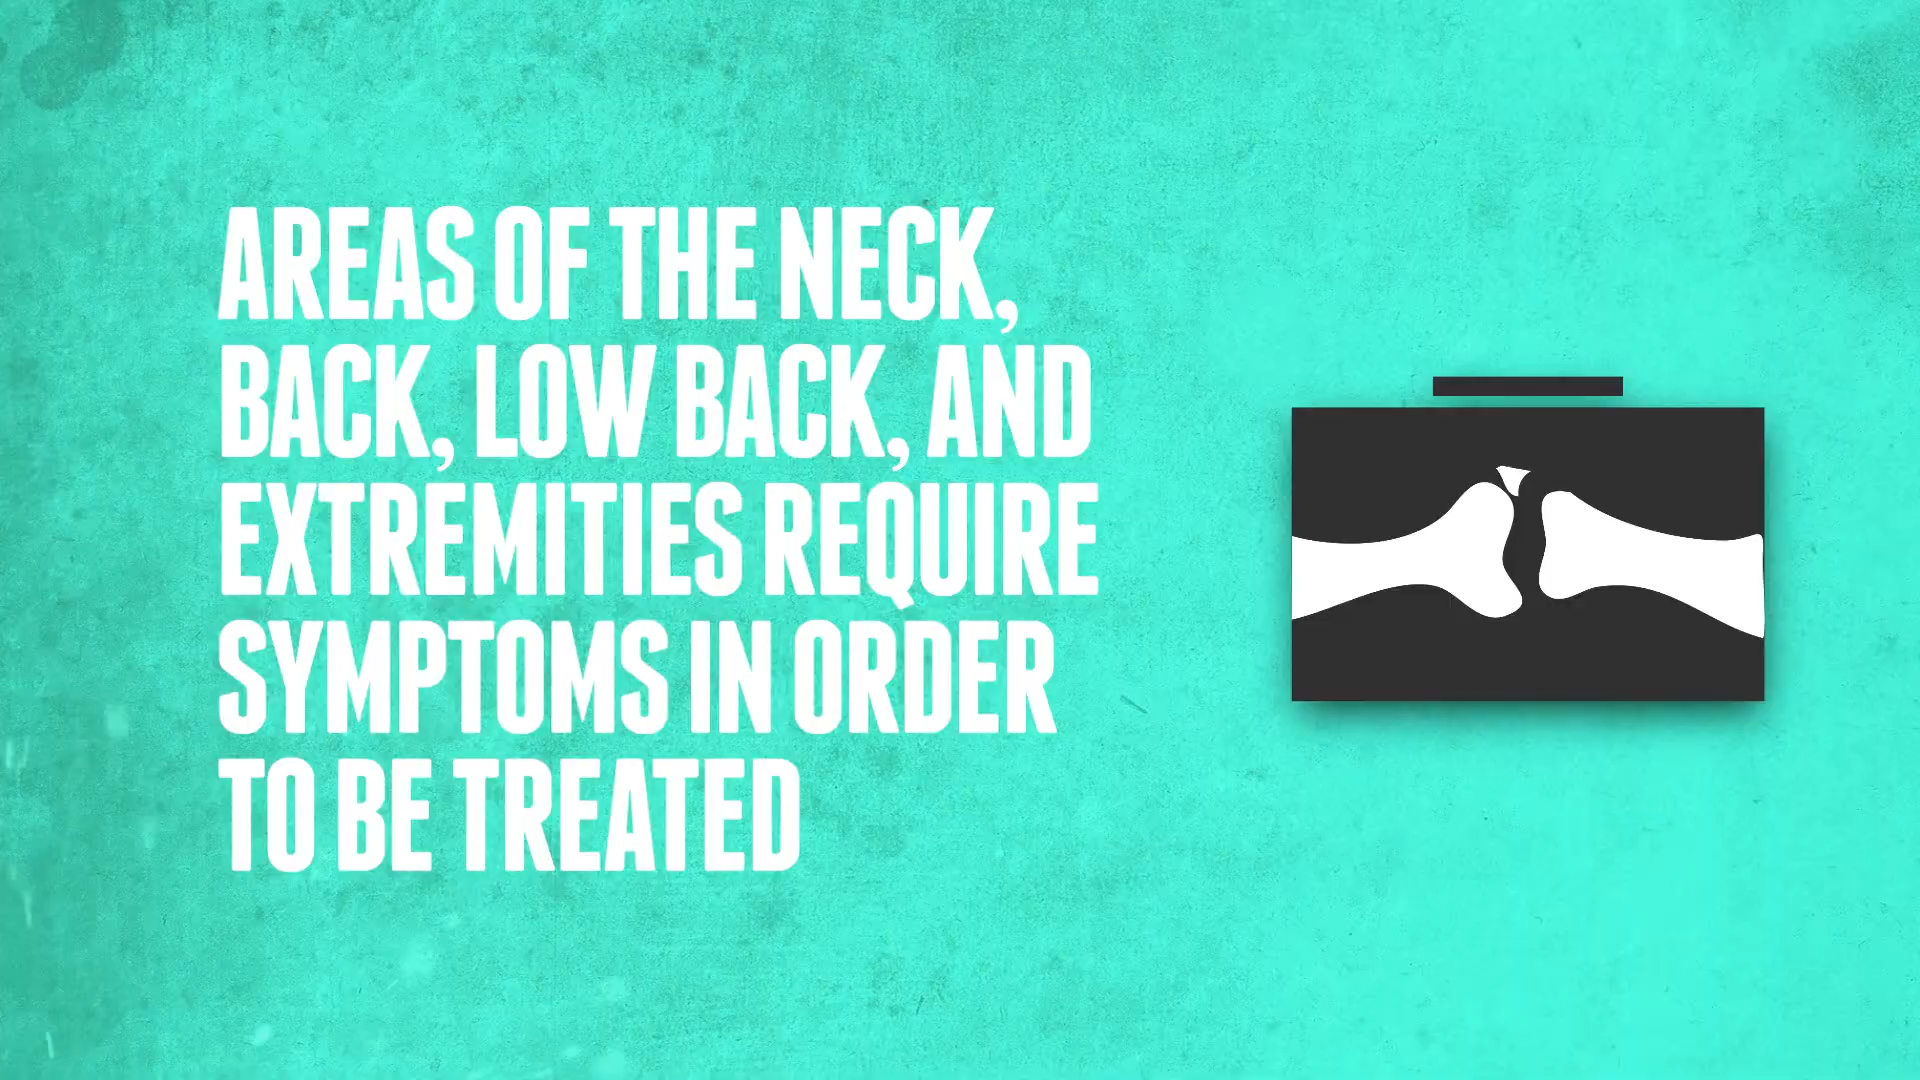 AREAS OF THE NECK,
BACK, LOW BACK, AND
EXTREMITIES REQUIRE
SYMPTOMS IN ORDER
TO BE TREATED